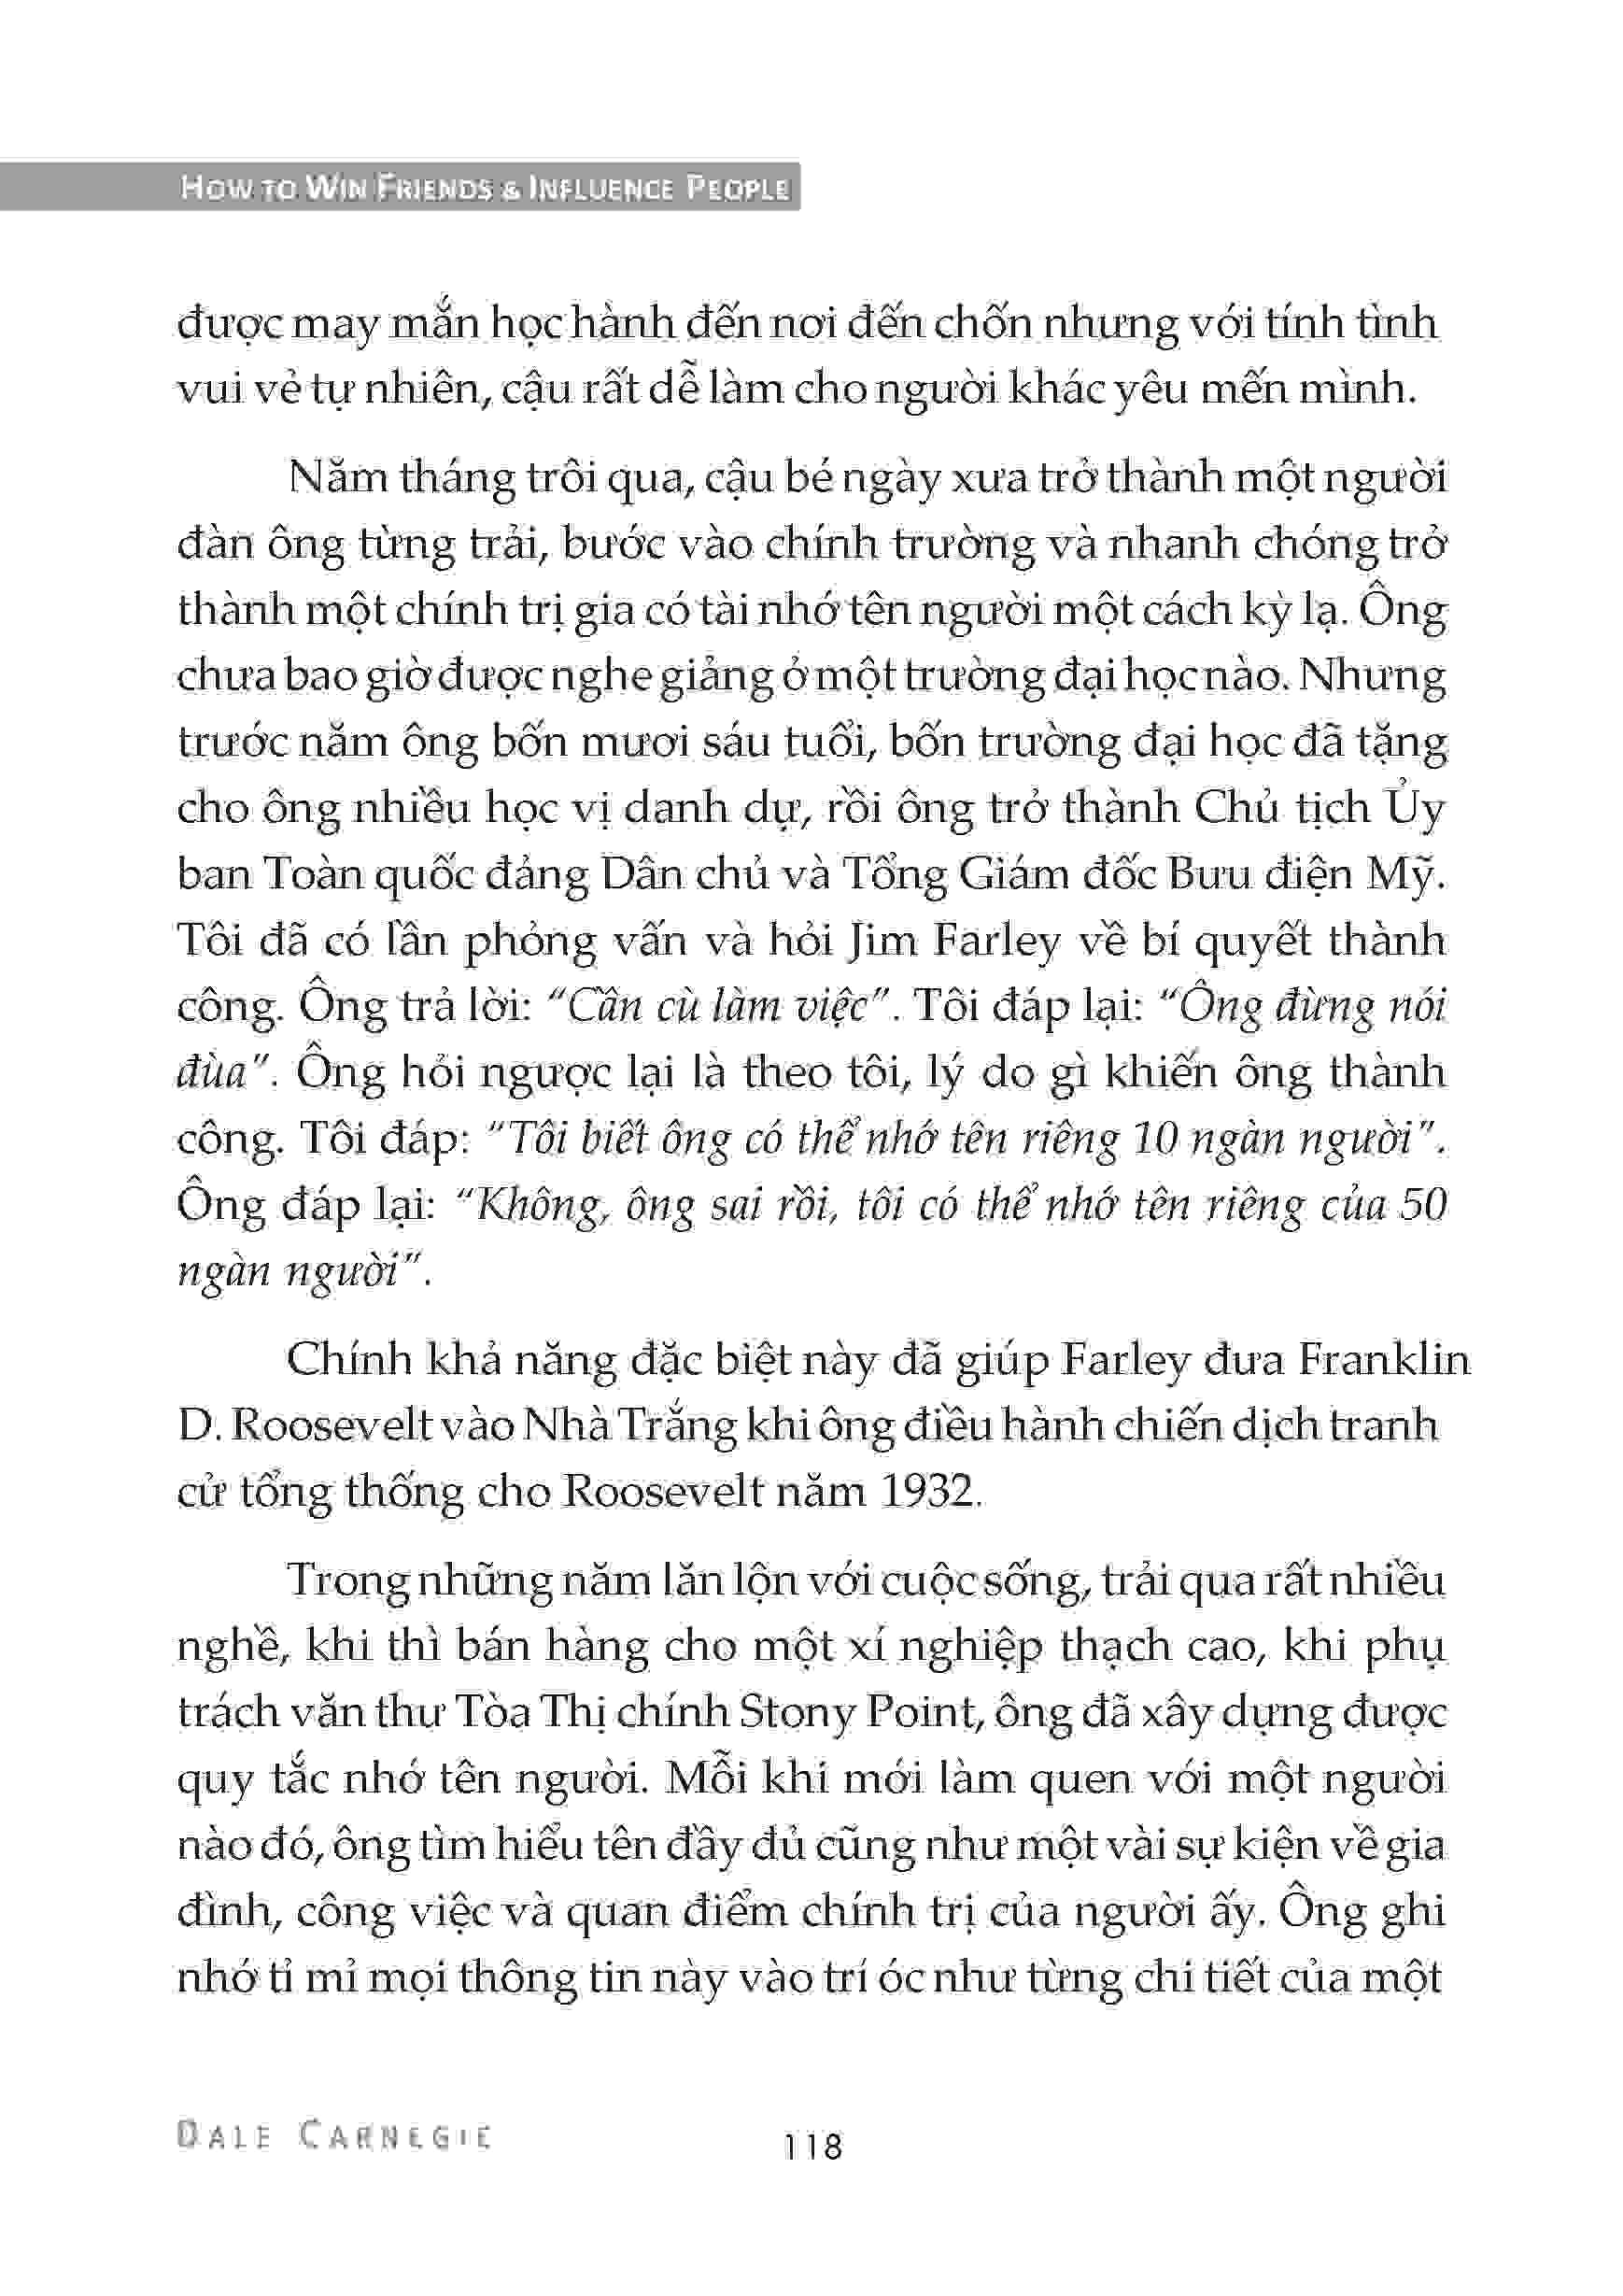 HOW TO WIN FRIENDS & INFLUENCE PEOPLE
được may mắn học hành đến nơi đến chốn nhưng với tính tình
vui vẻ tự nhiên, cậu rất dễ làm cho người khác yêu mến mình.
Năm tháng trôi qua, cậu bé ngày xưa trở thành một người
đàn ông từng trải, bước vào chính trường và nhanh chóng trở
thành một chính trị gia có tài nhớ tên người một cách kỳ lạ. Ông
chưa bao giờ được nghe giảng ở một trường đại học nào. Nhưng
trước năm ông bốn mươi sáu tuổi, bốn trường đại học đã tặng
cho ông nhiều học vị danh dự, rồi ông trở thành Chủ tịch Ủy
ban Toàn quốc đảng Dân chủ và Tổng Giám đốc Bưu điện Mỹ.
Tôi đã có lần phỏng vấn và hỏi Jim Farley về bí quyết thành
công. Ông trả lời: “Cần cù làm việc”. Tôi đáp lại: “Ông đừng nói
đùa”. Ông hỏi ngược lại là theo tôi, lý do gì khiến ông thành
công. Tôi đáp: “Tôi biết ông có thể nhớ tên riêng 10 ngàn người”.
Ông đáp lại: “Không, ông sai rồi, tôi có thể nhớ tên riêng của 50
ngàn người”.
Chính khả năng đặc biệt này đã giúp Farley đưa Franklin
D. Roosevelt vào Nhà Trắng khi ông điều hành chiến dịch tranh
cử tổng thống cho Roosevelt năm 1932.
Trong những năm lăn lộn với cuộc sống, trải qua rất nhiều
nghề, khi thì bán hàng cho một xí nghiệp thạch cao, khi phụ
trách văn thư Tòa Thị chính Stony Point, ông đã xây dựng được
quy tắc nhớ tên người. Mỗi khi mới làm quen với một người
nào đó, ông tìm hiểu tên đầy đủ cũng như một vài sự kiện về gia
đình, công việc và quan điểm chính trị của người ấy. Ông ghi
nhớ tỉ mỉ mọi thông tin này vào trí óc như từng chi tiết của một
DALE CARNEGIE
118